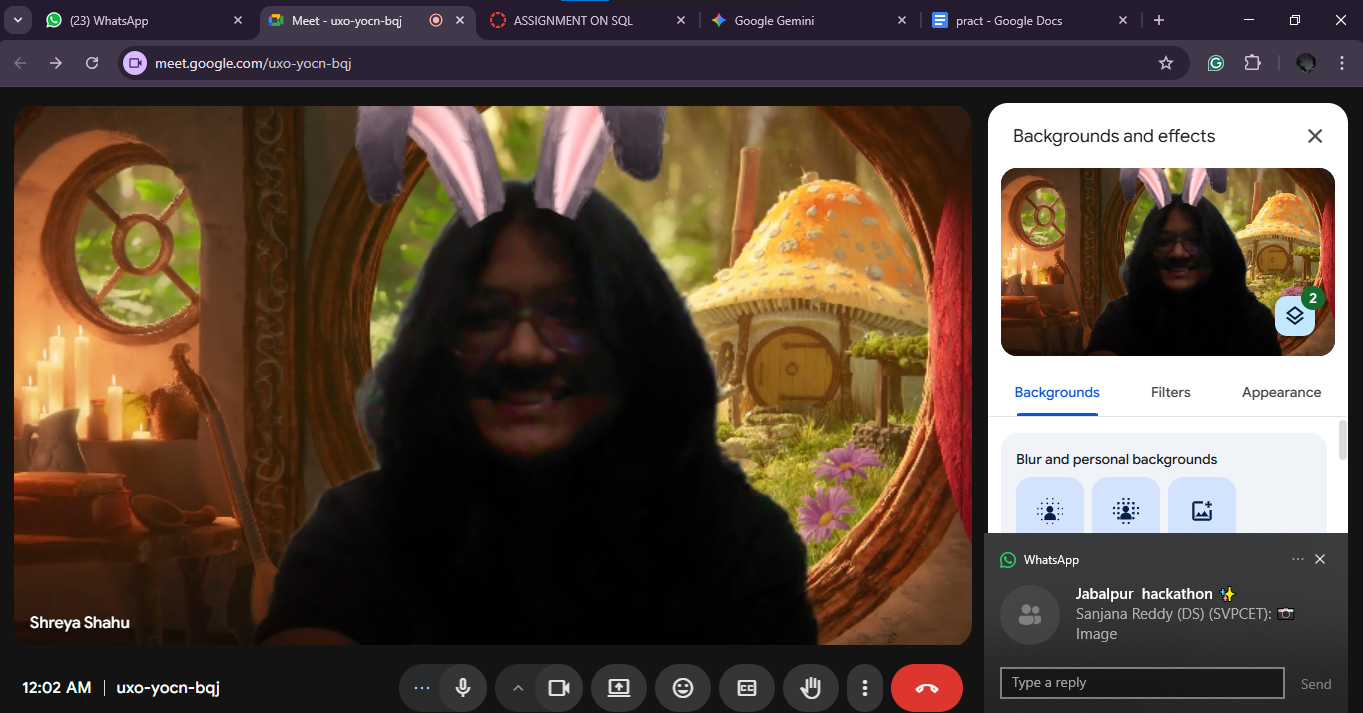 (23) WhatsApp
Meet - uxo-yocn-bqj
ASSIGNMENT ON SQL
Google Gemini
pract - Google Docs
meet.google.com/uxo-yocn-bqj
Backgrounds and effects
2
Backgrounds Filters Appearance
Blur and personal backgrounds
Shreya Shahu
WhatsApp
Jabalpur hackathon ✨
Sanjana Reddy (DS) (SVPCET): 📷
Image
Type a reply
Send
12:02 AM | uxo-yocn-bqj
CC